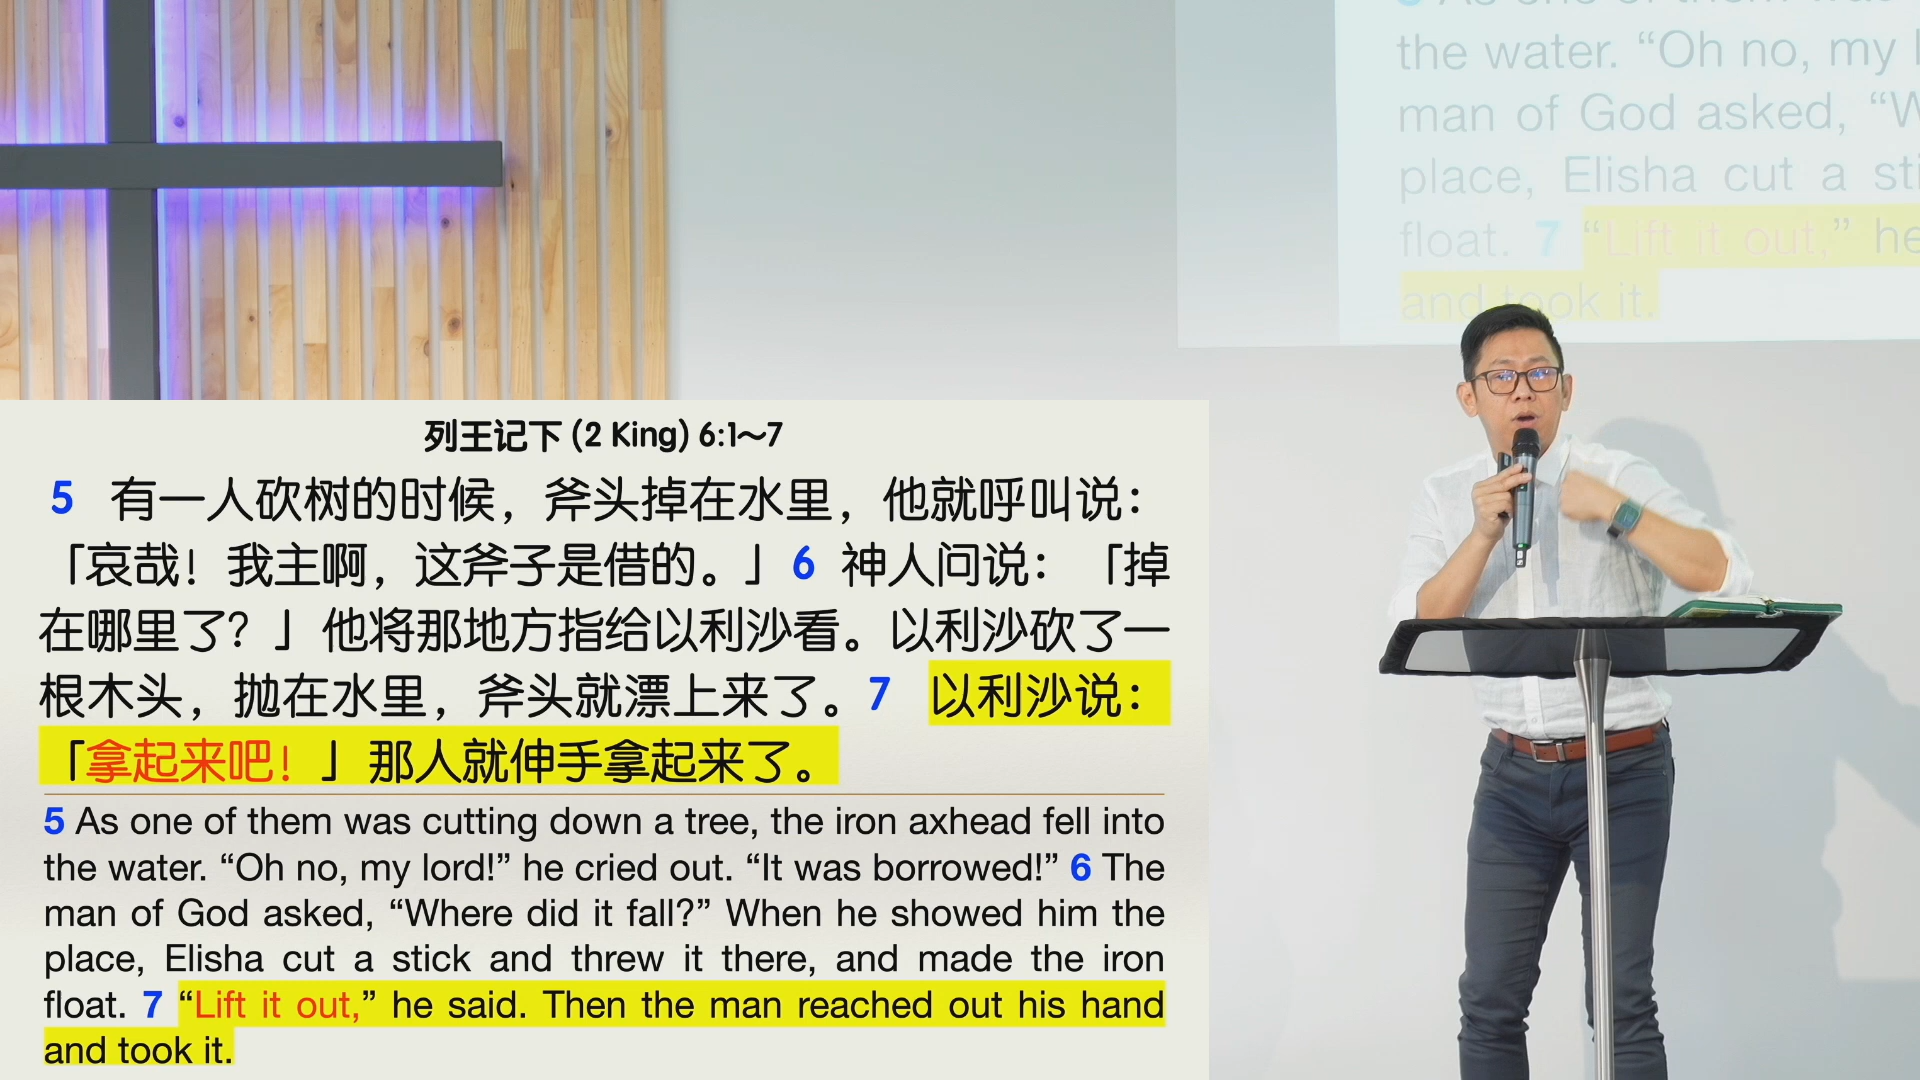 the water. “Oh no, my
man of God asked, “W
place, Elisha cut a sti
float. 7 “Lift it out,” he
and took it.
列王记下 (2 King) 6:1～7
5 有一人砍树的时候，斧头掉在水里，他就呼叫说：
「哀哉！我主啊，这斧子是借的。」6 神人问说：「掉
在哪里了？」他将那地方指给以利沙看。以利沙砍了一
根木头，抛在水里，斧头就漂上来了。7 以利沙说：
「拿起来吧！」那人就伸手拿起来了。
5 As one of them was cutting down a tree, the iron axhead fell into
the water. “Oh no, my lord!” he cried out. “It was borrowed!” 6 The
man of God asked, “Where did it fall?” When he showed him the
place, Elisha cut a stick and threw it there, and made the iron
float. 7 “Lift it out,” he said. Then the man reached out his hand
and took it.